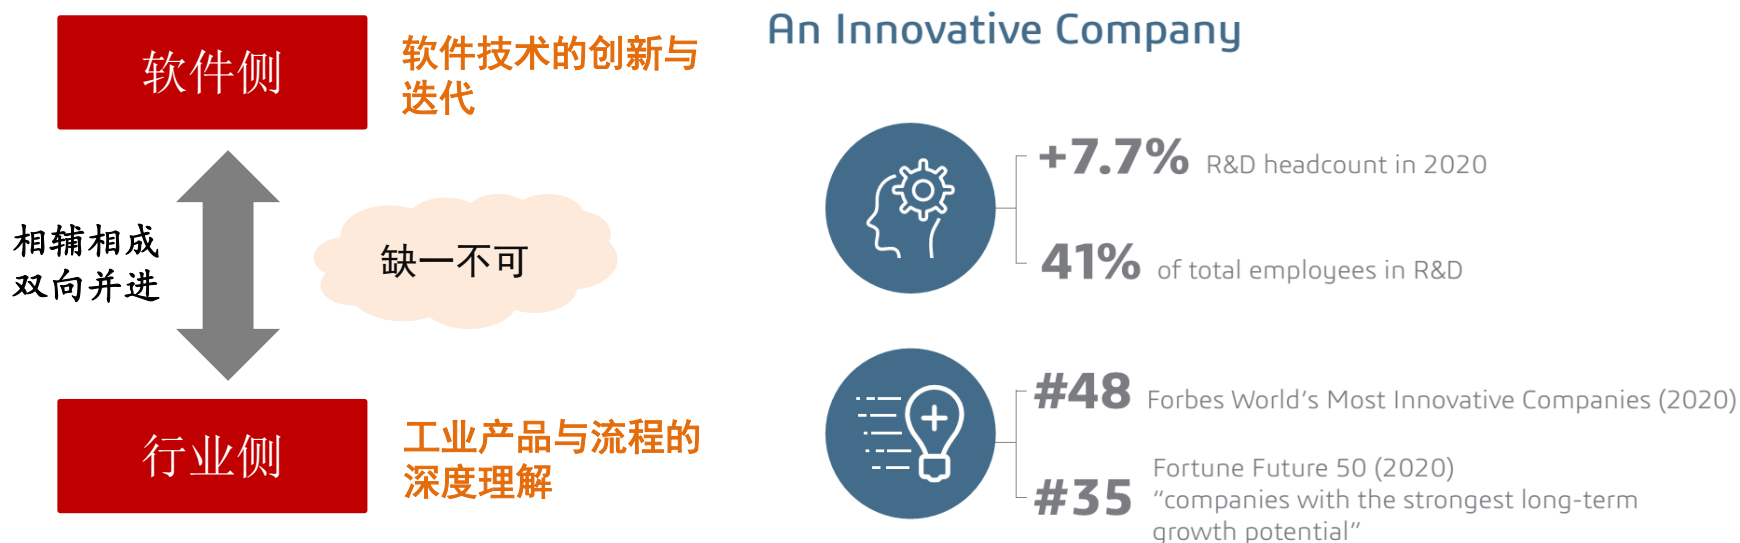 软件侧
软件技术的创新与
迭代
相辅相成
双向并进
缺一不可
行业侧
工业产品与流程的
深度理解
An Innovative Company
+7.7% R&D headcount in 2020
41% of total employees in R&D
#48 Forbes World's Most Innovative Companies (2020)
#35 Fortune Future 50 (2020)
“companies with the strongest long-term
growth potential”